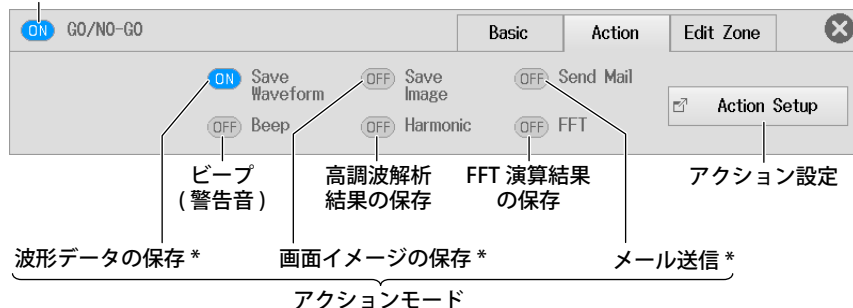 ON GO/NO-GO Basic Action Edit Zone
ON Save Waveform OFF Save Image OFF Send Mail
Action Setup
OFF Beep OFF Harmonic OFF FFT
ビープ
(警告音)
高調波解析
結果の保存
FFT 演算結果
の保存
アクション設定
波形データの保存 * 画面イメージの保存 * メール送信 *
アクションモード